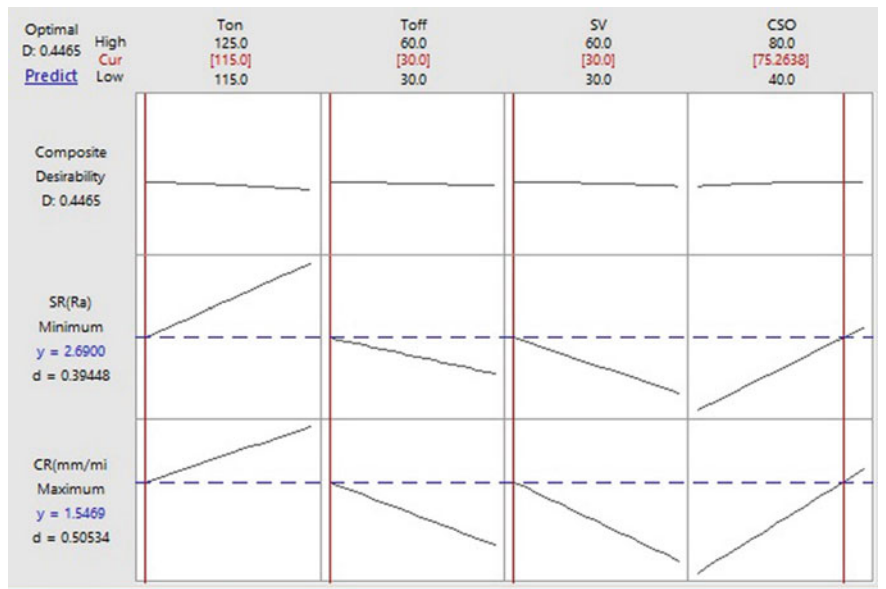 Optimal
D: 0.4465
Predict
High
Cur
Low
Ton
125.0
[115.0]
115.0
Toff
60.0
[30.0]
30.0
SV
60.0
[30.0]
30.0
CSO
80.0
[75.2638]
40.0
Composite
Desirability
D: 0.4465
SR(Ra)
Minimum
y = 2.6900
d = 0.39448
CR(mm/mi
Maximum
y = 1.5469
d = 0.50534